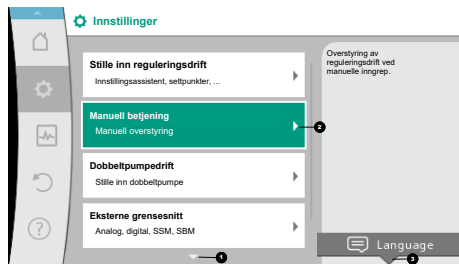 Innstillinger
Stille inn reguleringsdrift
Innstillingsassistent, settpunkter, ...
Manuell betjening
Manuell overstyring
2
Dobbeltpumpedrift
Stille inn dobbeltpumpe
Eksterne grensesnitt
Analog, digital, SSM, SBM
1
Overstyring av
reguleringsdrift ved
manuelle inngrep.
Language
3